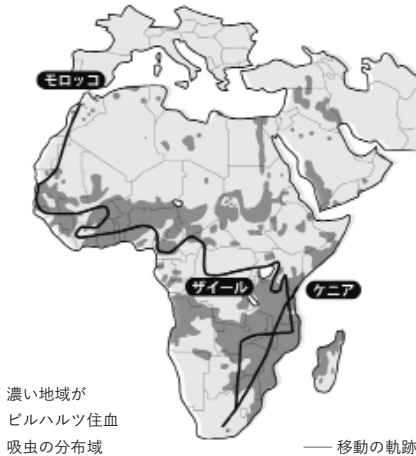 モロッコ
ザイール
ケニア
濃い地域が
ビルハルツ住血
吸虫の分布域
── 移動の軌跡